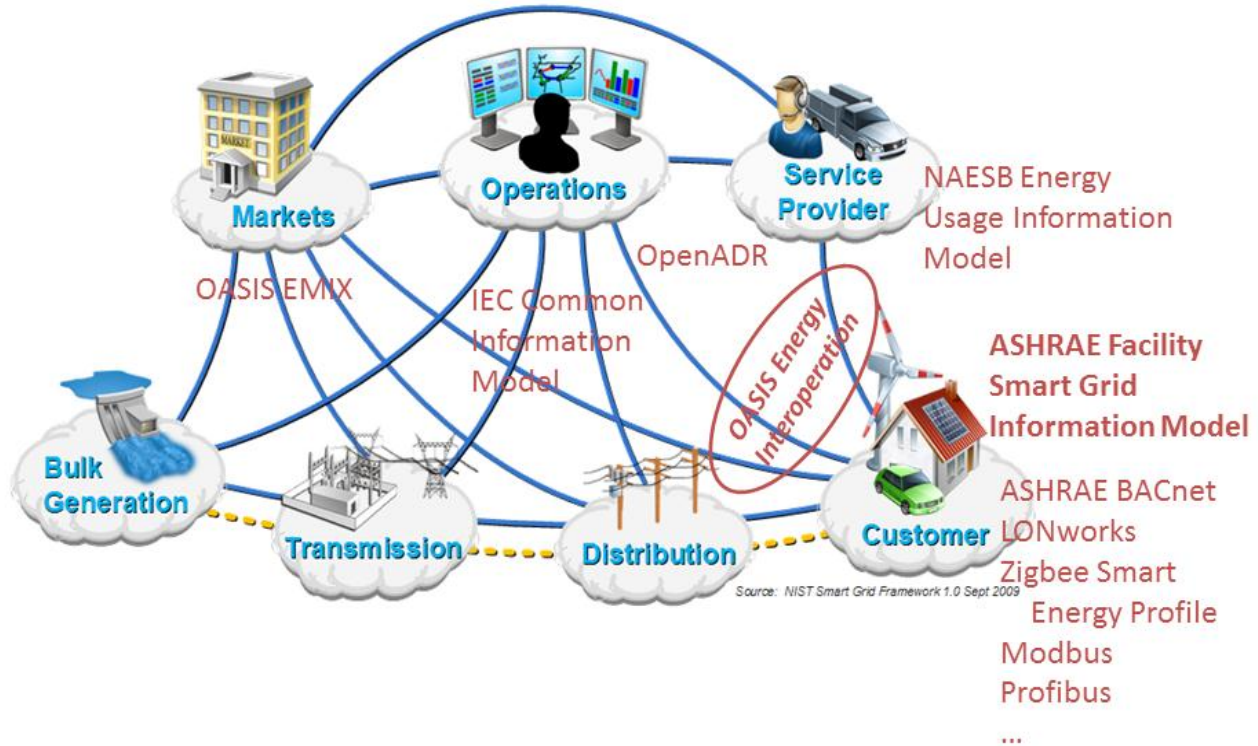 MARKET
Markets
Operations
Service
Provider
NAESB Energy
Usage Information
Model
OASIS EMIX
IEC Common
Information
Model
OpenADR
OASIS Energy
Interoperation
ASHRAE Facility
Smart Grid
Information Model
Bulk
Generation
Transmission
Distribution
Customer
ASHRAE BACnet
LONworks
Zigbee Smart
Energy Profile
Modbus
Profibus
...
Source: NIST Smart Grid Framework 1.0 Sept 2009